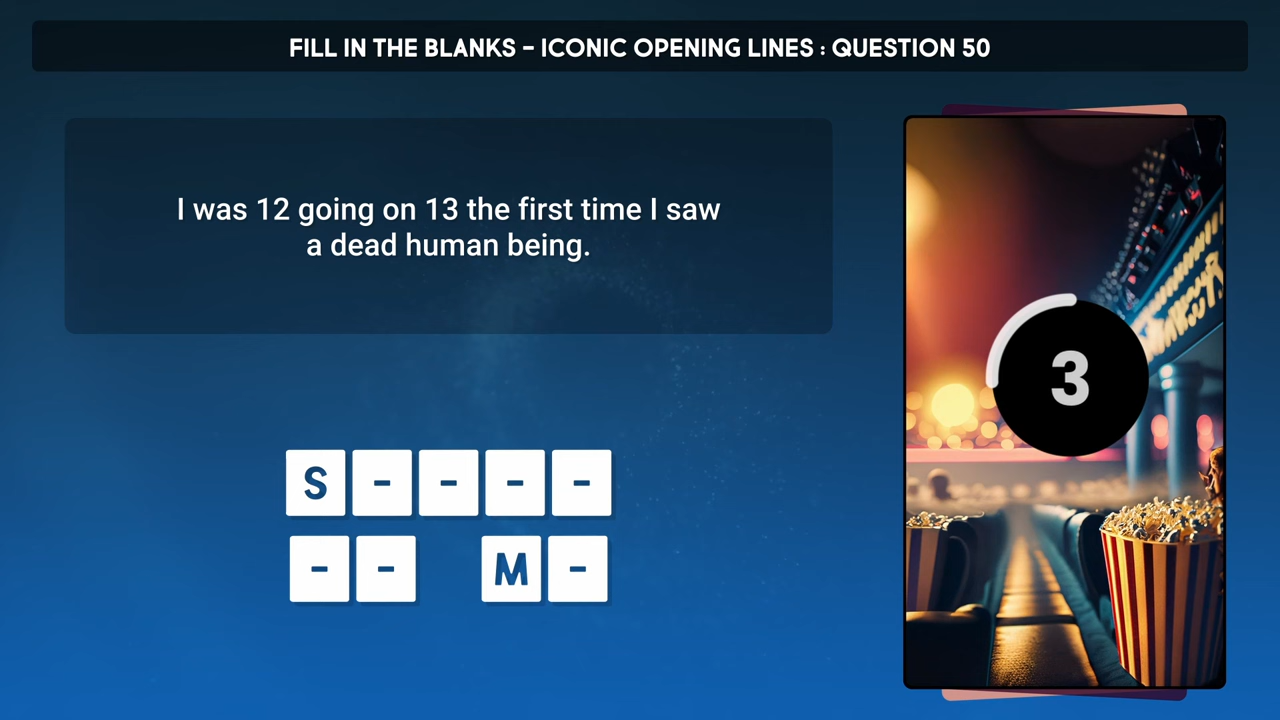 FILL IN THE BLANKS - ICONIC OPENING LINES : QUESTION 50
I was 12 going on 13 the first time I saw
a dead human being.
S - - - -
- - M -
3